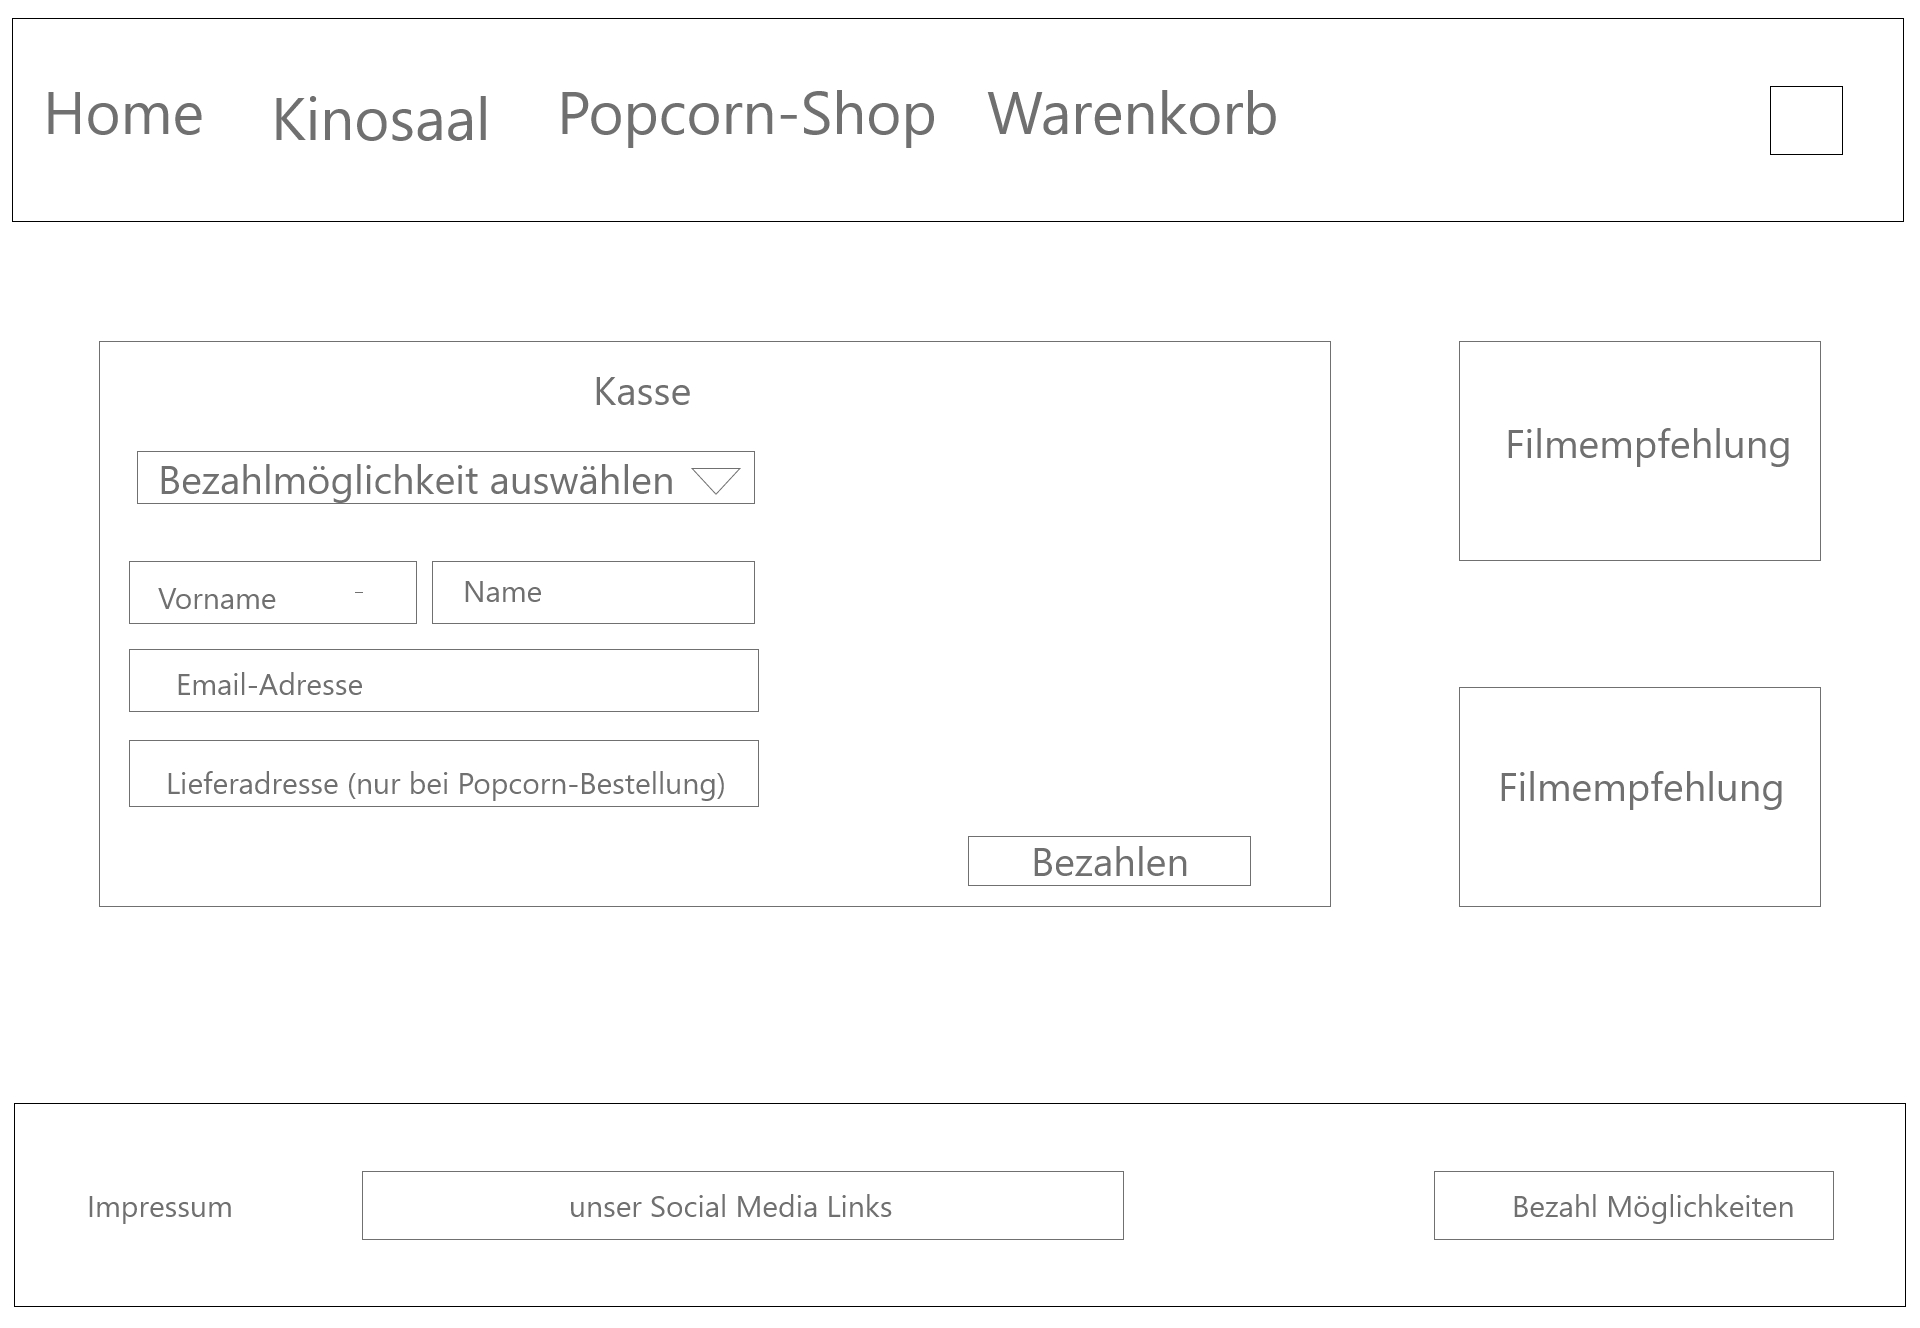 Home
Kinosaal
Popcorn-Shop
Warenkorb
Kasse
Bezahlmöglichkeit auswählen
Vorname
-
Name
Email-Adresse
Lieferadresse (nur bei Popcorn-Bestellung)
Bezahlen
Filmempfehlung
Filmempfehlung
Impressum
unser Social Media Links
Bezahl Möglichkeiten